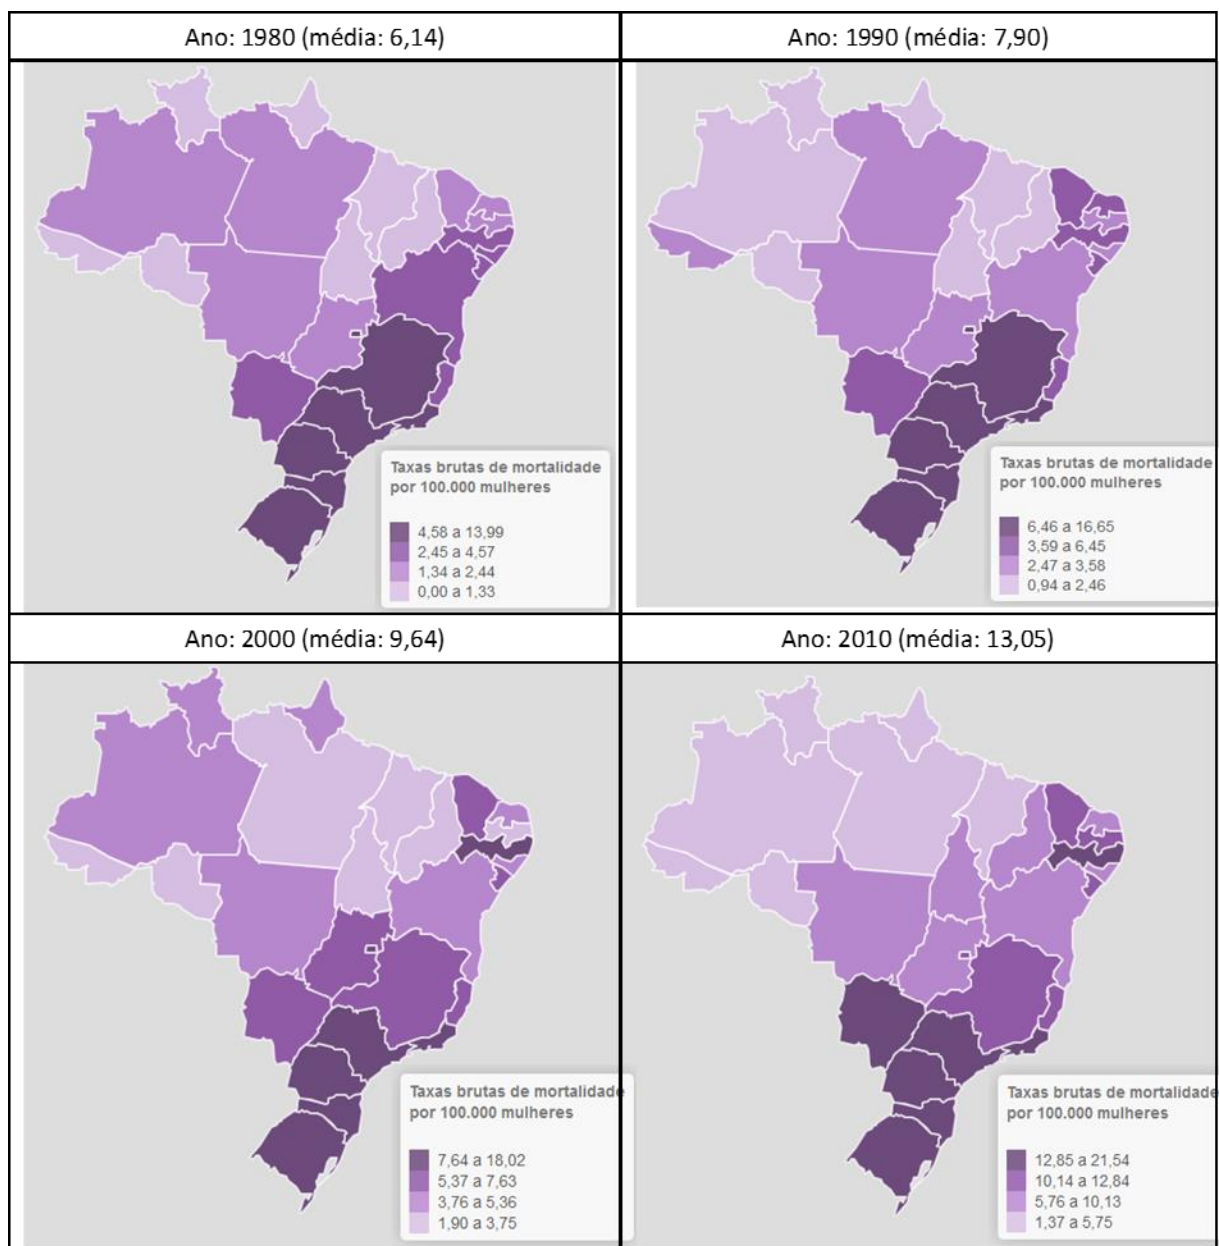 Ano: 1980 (média: 6,14)
Ano: 1990 (média: 7,90)
Taxas brutas de mortalidade
por 100.000 mulheres
4,58 a 13,99
2,45 a 4,57
1,34 a 2,44
0,00 a 1,33
Taxas brutas de mortalidade
por 100.000 mulheres
6,46 a 16,65
3,59 a 6,45
2,47 a 3,58
0,94 a 2,46
Ano: 2000 (média: 9,64)
Ano: 2010 (média: 13,05)
Taxas brutas de mortalidade
por 100.000 mulheres
7,64 a 18,02
5,37 a 7,63
3,76 a 5,36
1,90 a 3,75
Taxas brutas de mortalidade
por 100.000 mulheres
12,85 a 21,54
10,14 a 12,84
5,76 a 10,13
1,37 a 5,75